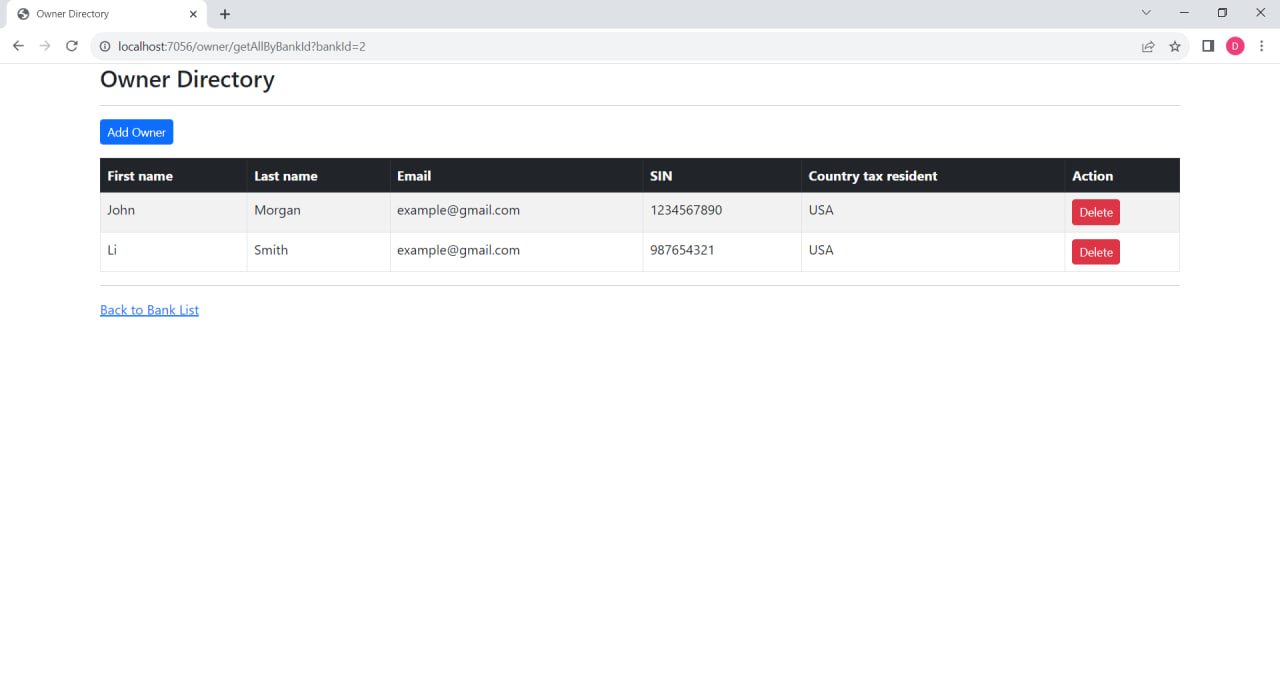 Owner Directory
localhost:7056/owner/getAllByBankId?bankId=2
D
Owner Directory
Add Owner
First name Last name Email SIN Country tax resident Action
John Morgan example@gmail.com 1234567890 USA Delete
Li Smith example@gmail.com 987654321 USA Delete
Back to Bank List